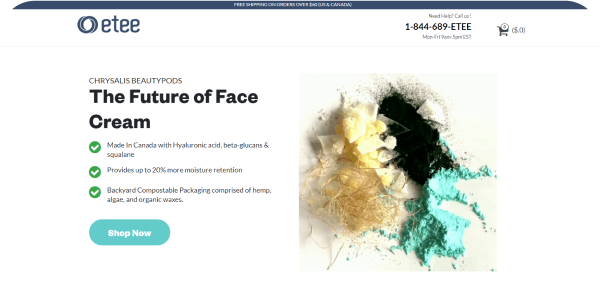 FREE SHIPPING ON ORDERS OVER $60 (US & CANADA)
etee
Need Help? Call us!
1-844-689-ETEE
Mon-Fri 9am-5pm EST
0
($.0)
CHRYSALIS BEAUTYPODS
The Future of Face
Cream
Made In Canada with Hyaluronic acid, beta-glucans &
squalane
Provides up to 20% more moisture retention
Backyard Compostable Packaging comprised of hemp,
algae, and organic waxes.
Shop Now